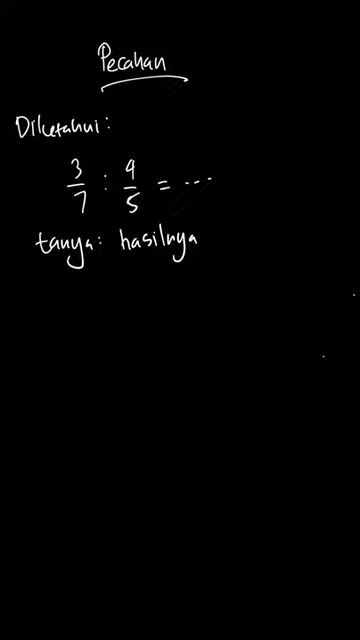 Pecahan
Diketahui:
3/7 : 4/5 = ...
tanya: hasilnya